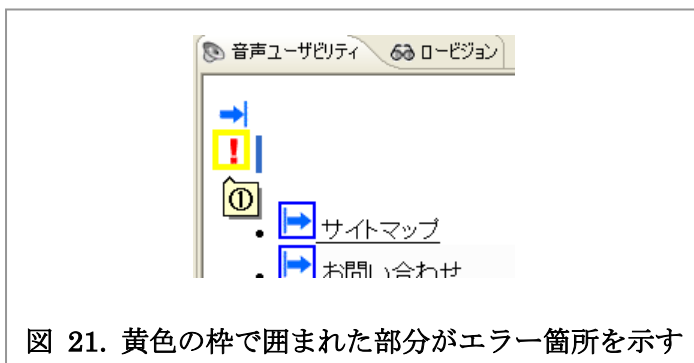 音声ユーザビリティ ロービジョン
!
①
• サイトマップ
• お問い合わせ
図 21. 黄色の枠で囲まれた部分がエラー箇所を示す